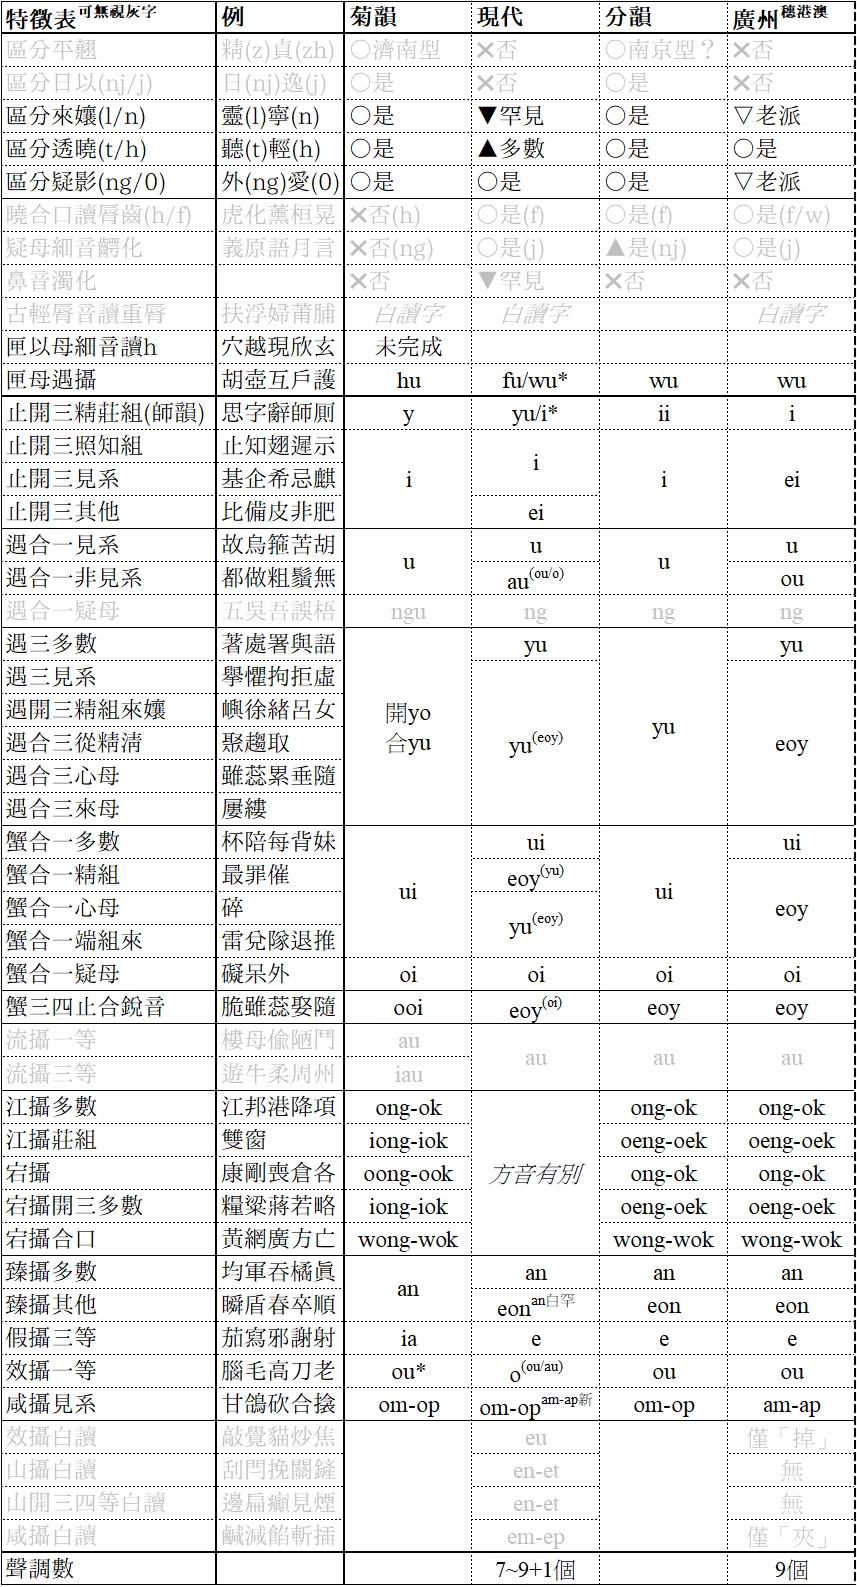 特徵表可無視灰字 例 菊韻 現代 分韻 廣州穗港澳
區分平翹 精(z)貞(zh) 〇濟南型 ✕否 〇南京型？ ✕否
區分日以(nj/j) 日(nj)逸(j) 〇是 ✕否 〇是 ✕否
區分來孃(l/n) 靈(l)寧(n) 〇是 ▼罕見 〇是 ▽老派
區分透曉(t/h) 聽(t)輕(h) 〇是 ▲多數 〇是 〇是
區分疑影(ng/0) 外(ng)愛(0) 〇是 〇是 〇是 ▽老派
曉合口讀脣齒(h/f) 虎化薰桓晃 ✕否(h) 〇是(f) 〇是(f) 〇是(f/w)
疑母細音齶化 義原語月言 ✕否(ng) 〇是(j) ▲是(nj) 〇是(j)
鼻音濁化 ✕否 ▼罕見 ✕否 ✕否
古輕脣音讀重脣 扶浮婦莆脯 白讀字 白讀字 白讀字
匣以母細音讀h 穴越現欣玄 未完成
匣母遇攝 胡壺互戶護 hu fu/wu* wu wu
止開三精莊組(師韻) 思字辭師厠 y yu/i* ii i
止開三照知組 止知翅遲示
i
i
i
ei
止開三見系 基企希忌麒
止開三其他 比備皮非肥 ei
遇合一見系 故烏箍苦胡 u u u u
遇合一非見系 都做粗鬚無 au(ou/o) ou
遇合一疑母 五吳吾誤梧 ngu ng ng ng
遇三多數 著處署與語 yu yu
遇三見系 舉懼拘拒虛
遇開三精組來孃 嶼徐緒呂女
開yo
合yu
yu(eoy)
yu
eoy
遇合三從精清 聚趨取
遇合三心母 雖蕊累垂隨
遇合三來母 屢縷
蟹合一多數 杯陪每背妹 ui ui
蟹合一精組 最罪催 ui eoy(yu) ui
蟹合一心母 碎 yu(eoy) eoy
蟹合一端組來 雷兌隊退推
蟹合一疑母 礙呆外 oi oi oi oi
蟹三四止合銳音 脆雖蕊娶隨 ooi eoy(oi) eoy eoy
流攝一等 樓母偷陋鬥 au au au au
流攝三等 遊牛柔周州 iau
江攝多數 江邦港降項 ong-ok ong-ok ong-ok
江攝莊組 雙窗 iong-iok oeng-oek oeng-oek
宕攝 康剛喪倉各 oong-ook 方音有別 ong-ok ong-ok
宕攝開三多數 糧梁蔣若略 iong-iok oeng-oek oeng-oek
宕攝合口 黃網廣方亡 wong-wok wong-wok wong-wok
臻攝多數 均軍吞橘真 an an an an
臻攝其他 瞬盾春卒順 eonan白罕 eon eon
假攝三等 茄寫邪謝射 ia e e e
效攝一等 腦毛高刀老 ou* o(ou/au) ou ou
咸攝見系 甘鴿砍合掵 om-op om-opam-ap新 om-op am-ap
效攝白讀 敲覺貓炒焦 eu 僅「掉」
山攝白讀 刮閂挽關鏟 en-et 無
山開三四等白讀 邊扁癲見煙 en-et 無
咸攝白讀 鹹減餡斬插 em-ep 僅「夾」
聲調數 7~9+1個 9個